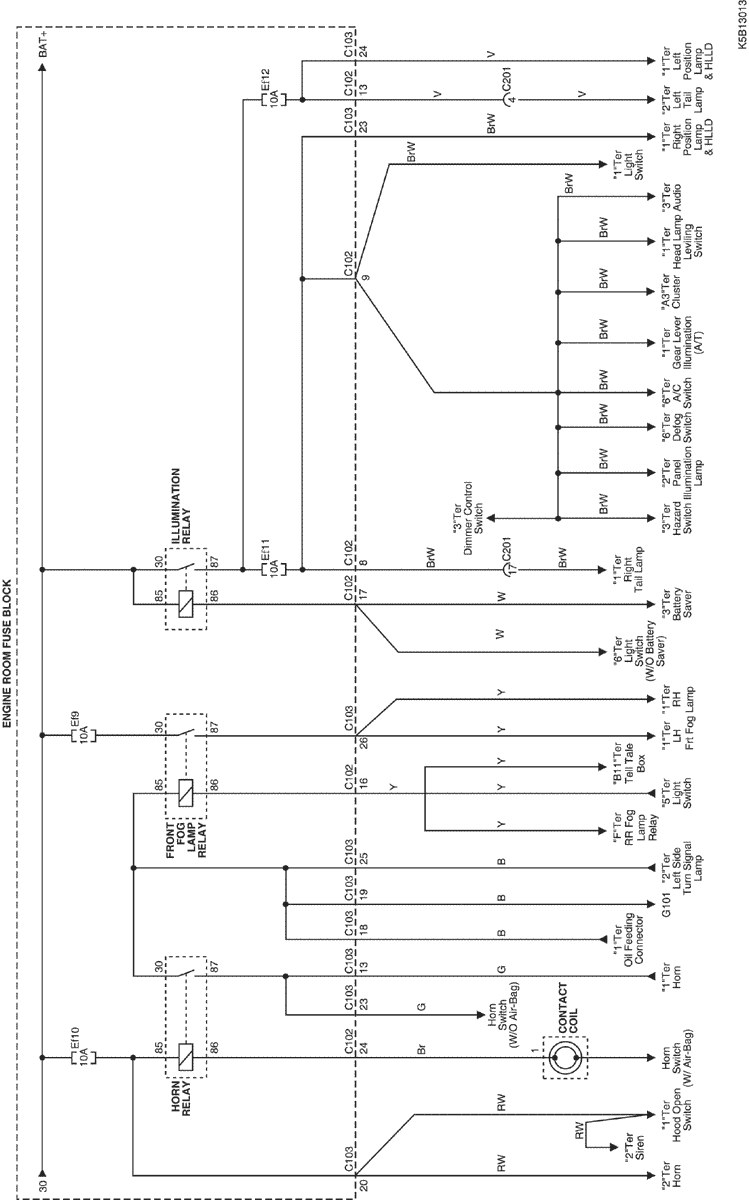 ENGINE ROOM FUSE BLOCK
30
BAT+
Ef10
10A
Ef9
10A
85
30
86
87
HORN
RELAY
85
30
86
87
FRONT
FOG
LAMP
RELAY
85
30
86
87
ILLUMINATION
RELAY
Ef11
10A
Ef12
10A
C103
20
C102
24
C103
23
C103
13
C103
18
C103
19
C103
25
C102
16
C103
26
C102
17
C102
8
C102
9
C103
23
C102
13
C103
24
RW
RW
RW
Br
G
G
B
B
B
Y
Y
Y
Y
Y
Y
W
W
BrW
C201
17
BrW
BrW
BrW
BrW
BrW
BrW
BrW
BrW
BrW
BrW
BrW
V
C201
4
V
V
1
CONTACT
COIL
"2"Ter
Horn
"2"Ter
Siren
"1"Ter
Hood Open
Switch
Horn
Switch
(W/ Air-Bag)
Horn
Switch
(W/O Air-Bag)
"1"Ter
Horn
"1"Ter
Oil Feeding
Connector
G101
"2"Ter
Left Side
Turn Signal
Lamp
"F"Ter
RR Fog
Lamp
Relay
"5"Ter
Light
Switch
"B11"Ter
Tell Tale
Box
"1"Ter
LH
"1"Ter
RH
Frt Fog Lamp
"6"Ter
Light
Switch
(W/O Battery
Saver)
"3"Ter
Battery
Saver
"1"Ter
Right
Tail Lamp
"3"Ter
Dimmer Control
Switch
"3"Ter
Hazard
Switch
"2"Ter
Panel
Illumination
Lamp
"6"Ter
Defog
Switch
"6"Ter
A/C
Switch
"1"Ter
Gear Lever
Illumination
(A/T)
"A3"Ter
Cluster
"1"Ter
Head Lamp
Leviling
Switch
"3"Ter
Audio
"1"Ter
Light
Switch
"1"Ter
Right
Position
Lamp
& HLLD
"2"Ter
Left
Tail
Lamp
"1"Ter
Left
Position
Lamp
& HLLD
K5B13013